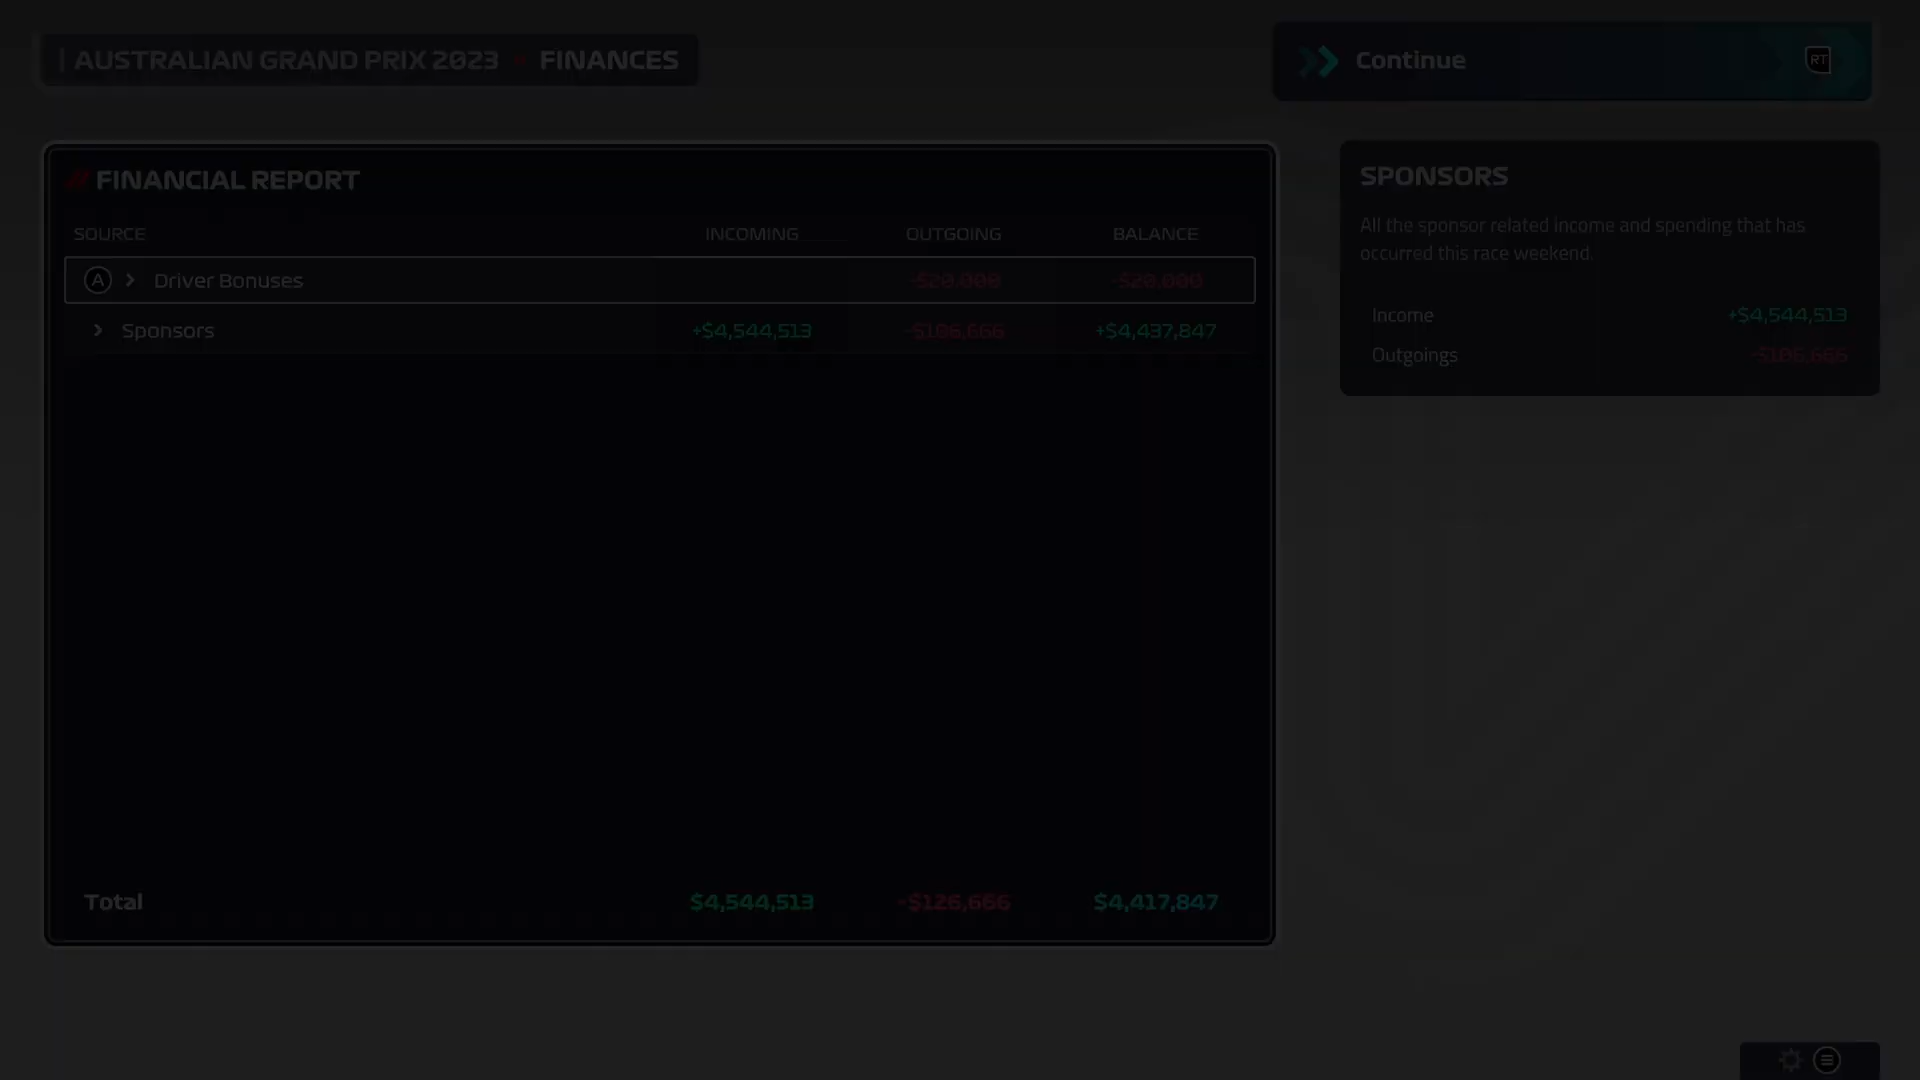 AUSTRALIAN GRAND PRIX 2023 • FINANCES
Continue
RT
FINANCIAL REPORT
SOURCE INCOMING OUTGOING BALANCE
A > Driver Bonuses -$20,000 -$20,000
> Sponsors +$4,544,513 -$106,666 +$4,437,847
Total $4,544,513 -$126,666 $4,417,847
SPONSORS
All the sponsor related income and spending that has
occurred this race weekend.
Income +$4,544,513
Outgoings -$106,666